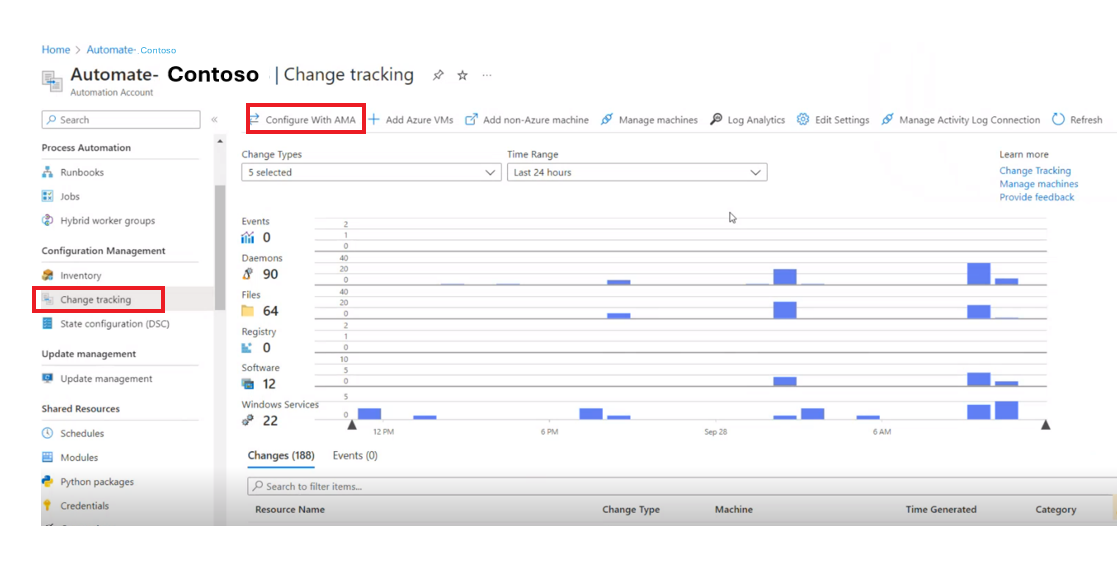 Home > Automate-Contoso
Automate- Contoso | Change tracking ...
Automation Account
Search «
Configure With AMA + Add Azure VMs Add non-Azure machine Manage machines Log Analytics Edit Settings Manage Activity Log Connection Refresh
Process Automation
Runbooks
Jobs
Hybrid worker groups
Configuration Management
Inventory
Change tracking
State configuration (DSC)
Update management
Update management
Shared Resources
Schedules
Modules
Python packages
Credentials
Change Types
5 selected
Time Range
Last 24 hours
Learn more
Change Tracking
Manage machines
Provide feedback
Events
0
2
1
0
Daemons
90
40
20
0
Files
64
40
20
0
Registry
0
2
1
0
Software
12
10
5
0
Windows Services
22
5
0
12 PM 6 PM Sep 28 6 AM
Changes (188) Events (0)
Search to filter items...
Resource Name Change Type Machine Time Generated Category